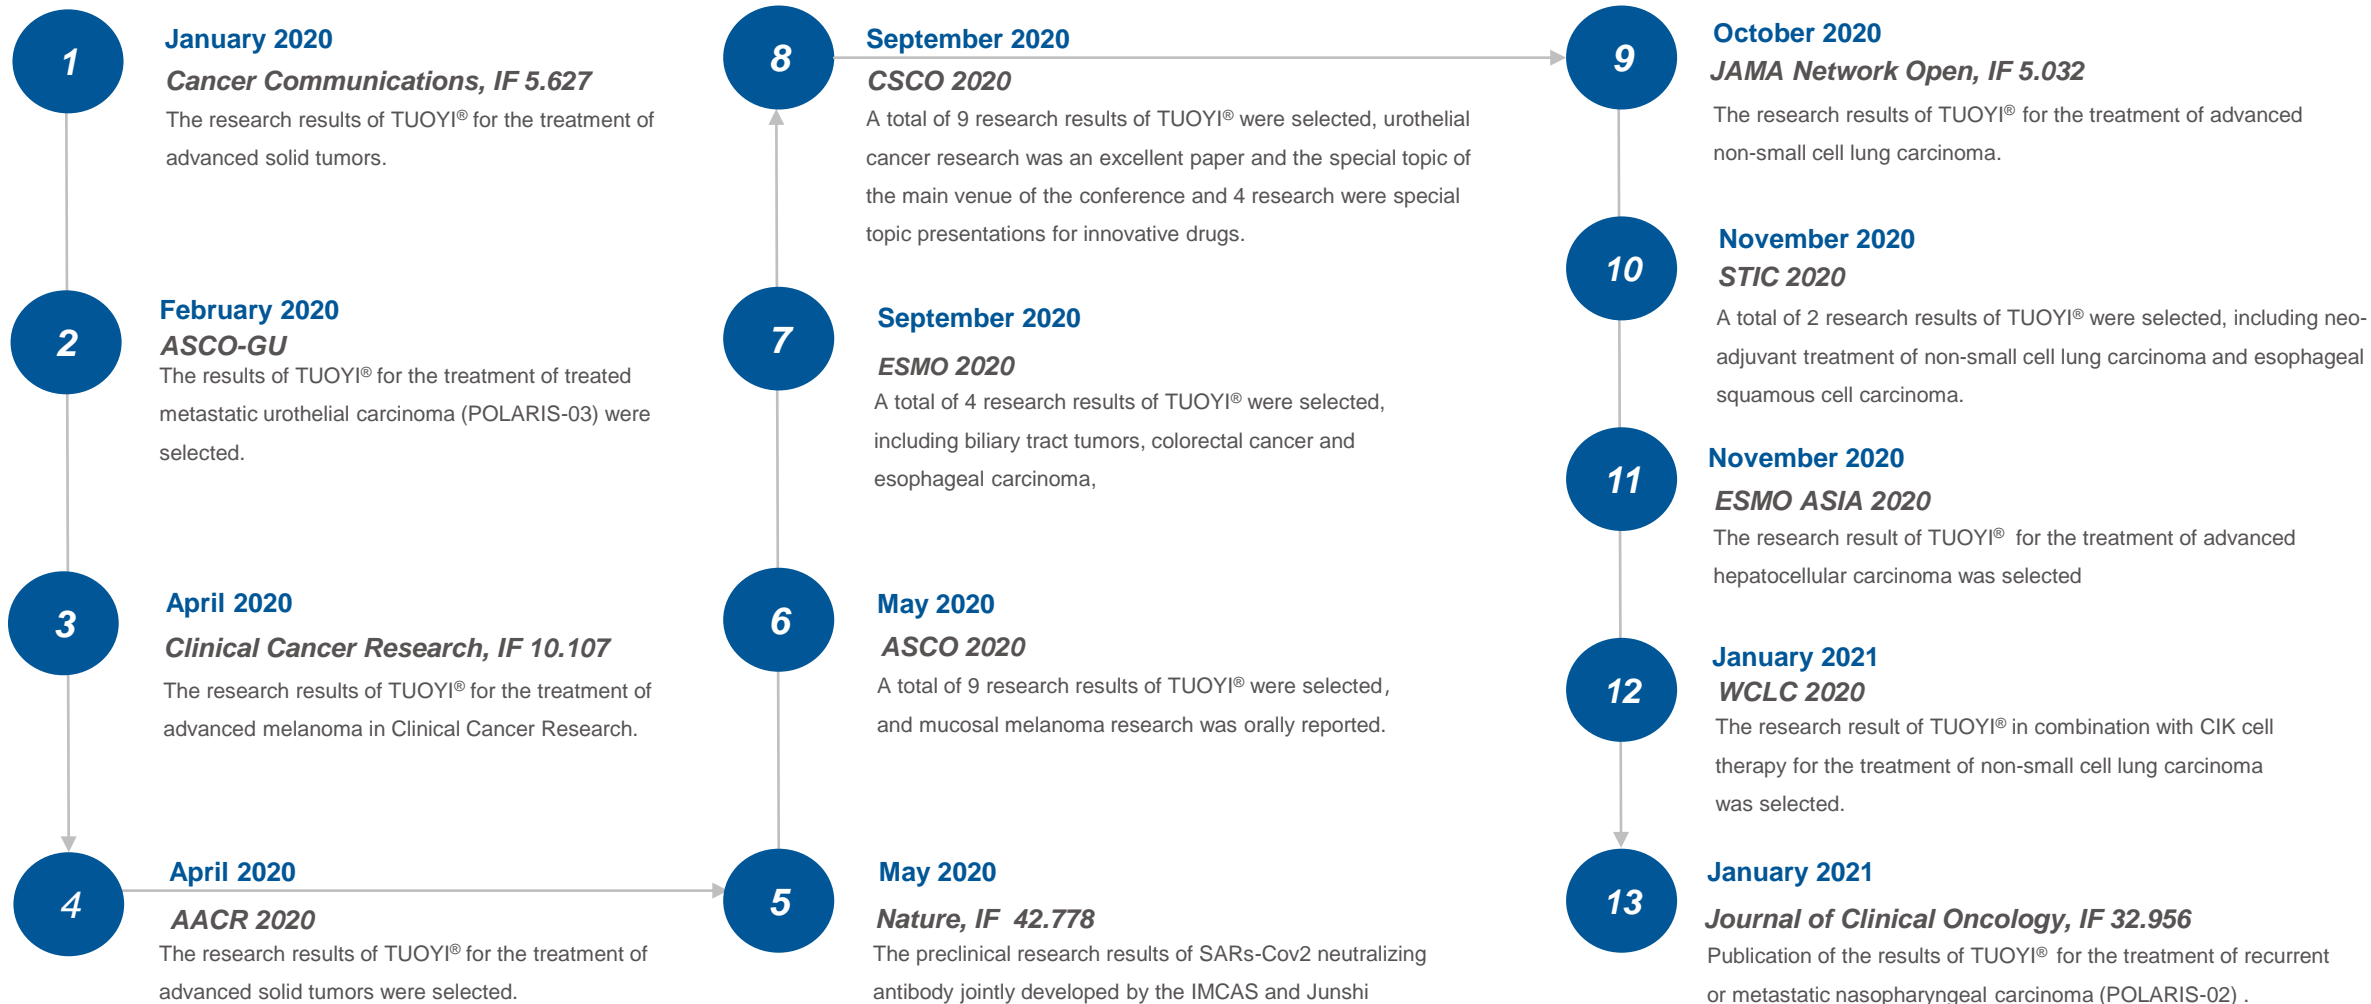 1
January 2020
Cancer Communications, IF 5.627
The research results of TUOYI® for the treatment of
advanced solid tumors.
2
February 2020
ASCO-GU
The results of TUOYI® for the treatment of treated
metastatic urothelial carcinoma (POLARIS-03) were
selected.
3
April 2020
Clinical Cancer Research, IF 10.107
The research results of TUOYI® for the treatment of
advanced melanoma in Clinical Cancer Research.
4
April 2020
AACR 2020
The research results of TUOYI® for the treatment of
advanced solid tumors were selected.
5
May 2020
Nature, IF 42.778
The preclinical research results of SARs-Cov2 neutralizing
antibody jointly developed by the IMCAS and Junshi
6
May 2020
ASCO 2020
A total of 9 research results of TUOYI® were selected,
and mucosal melanoma research was orally reported.
7
September 2020
ESMO 2020
A total of 4 research results of TUOYI® were selected,
including biliary tract tumors, colorectal cancer and
esophageal carcinoma,
8
September 2020
CSCO 2020
A total of 9 research results of TUOYI® were selected, urothelial
cancer research was an excellent paper and the special topic of
the main venue of the conference and 4 research were special
topic presentations for innovative drugs.
9
October 2020
JAMA Network Open, IF 5.032
The research results of TUOYI® for the treatment of advanced
non-small cell lung carcinoma.
10
November 2020
STIC 2020
A total of 2 research results of TUOYI® were selected, including neo-
adjuvant treatment of non-small cell lung carcinoma and esophageal
squamous cell carcinoma.
11
November 2020
ESMO ASIA 2020
The research result of TUOYI® for the treatment of advanced
hepatocellular carcinoma was selected
12
January 2021
WCLC 2020
The research result of TUOYI® in combination with CIK cell
therapy for the treatment of non-small cell lung carcinoma
was selected.
13
January 2021
Journal of Clinical Oncology, IF 32.956
Publication of the results of TUOYI® for the treatment of recurrent
or metastatic nasopharyngeal carcinoma (POLARIS-02) .